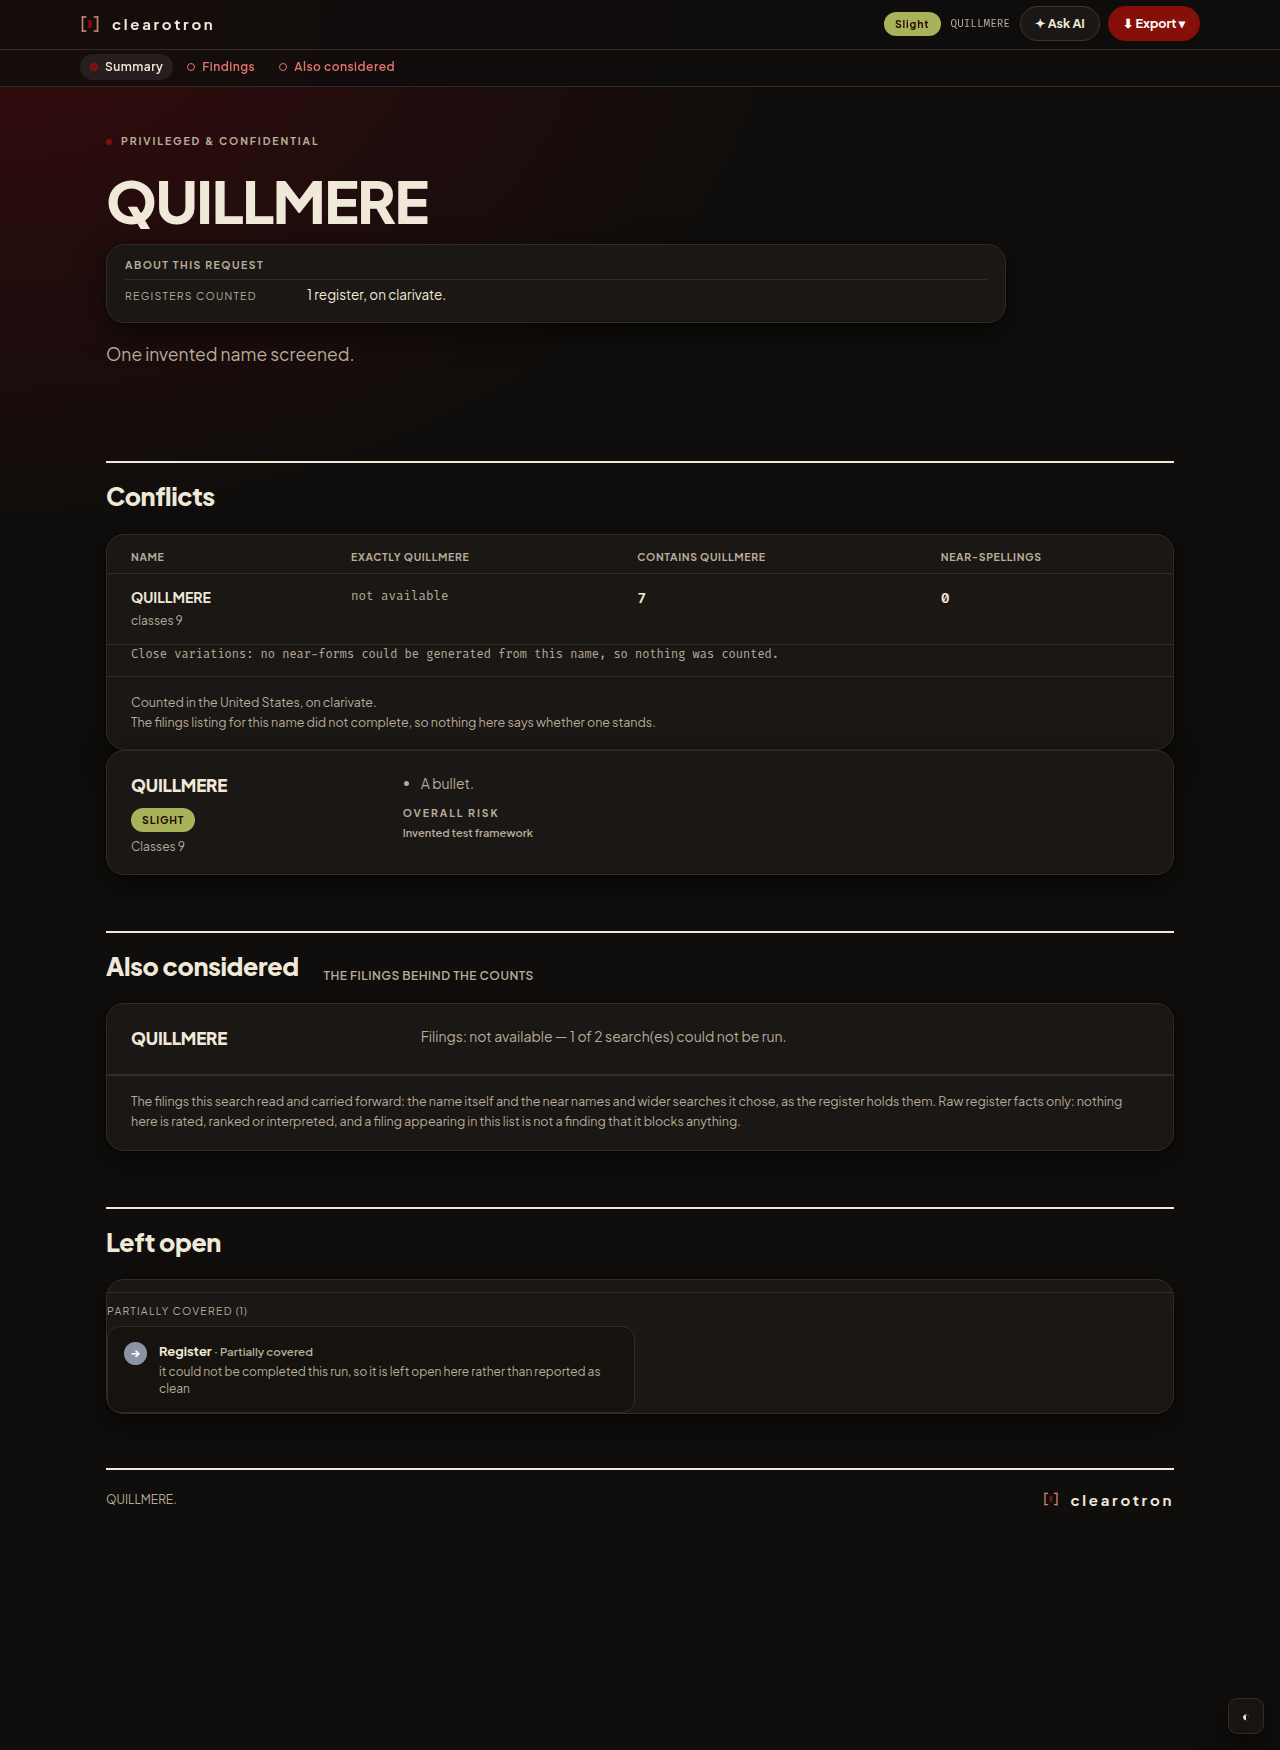 clearotron
Slight QUILLMERE ✦ Ask AI ⬇ Export ▾
Summary Findings Also considered
PRIVILEGED & CONFIDENTIAL
QUILLMERE
ABOUT THIS REQUEST
REGISTERS COUNTED 1 register, on clarivate.
One invented name screened.
Conflicts
NAME EXACTLY QUILLMERE CONTAINS QUILLMERE NEAR-SPELLINGS
QUILLMERE not available 7 0
classes 9
Close variations: no near-forms could be generated from this name, so nothing was counted.
Counted in the United States, on clarivate.
The filings listing for this name did not complete, so nothing here says whether one stands.
QUILLMERE • A bullet.
SLIGHT OVERALL RISK
Invented test framework
Classes 9
Also considered THE FILINGS BEHIND THE COUNTS
QUILLMERE Filings: not available — 1 of 2 search(es) could not be run.
The filings this search read and carried forward: the name itself and the near names and wider searches it chose, as the register holds them. Raw register facts only: nothing
here is rated, ranked or interpreted, and a filing appearing in this list is not a finding that it blocks anything.
Left open
PARTIALLY COVERED (1)
→ Register · Partially covered
it could not be completed this run, so it is left open here rather than reported as
clean
QUILLMERE. clearotron